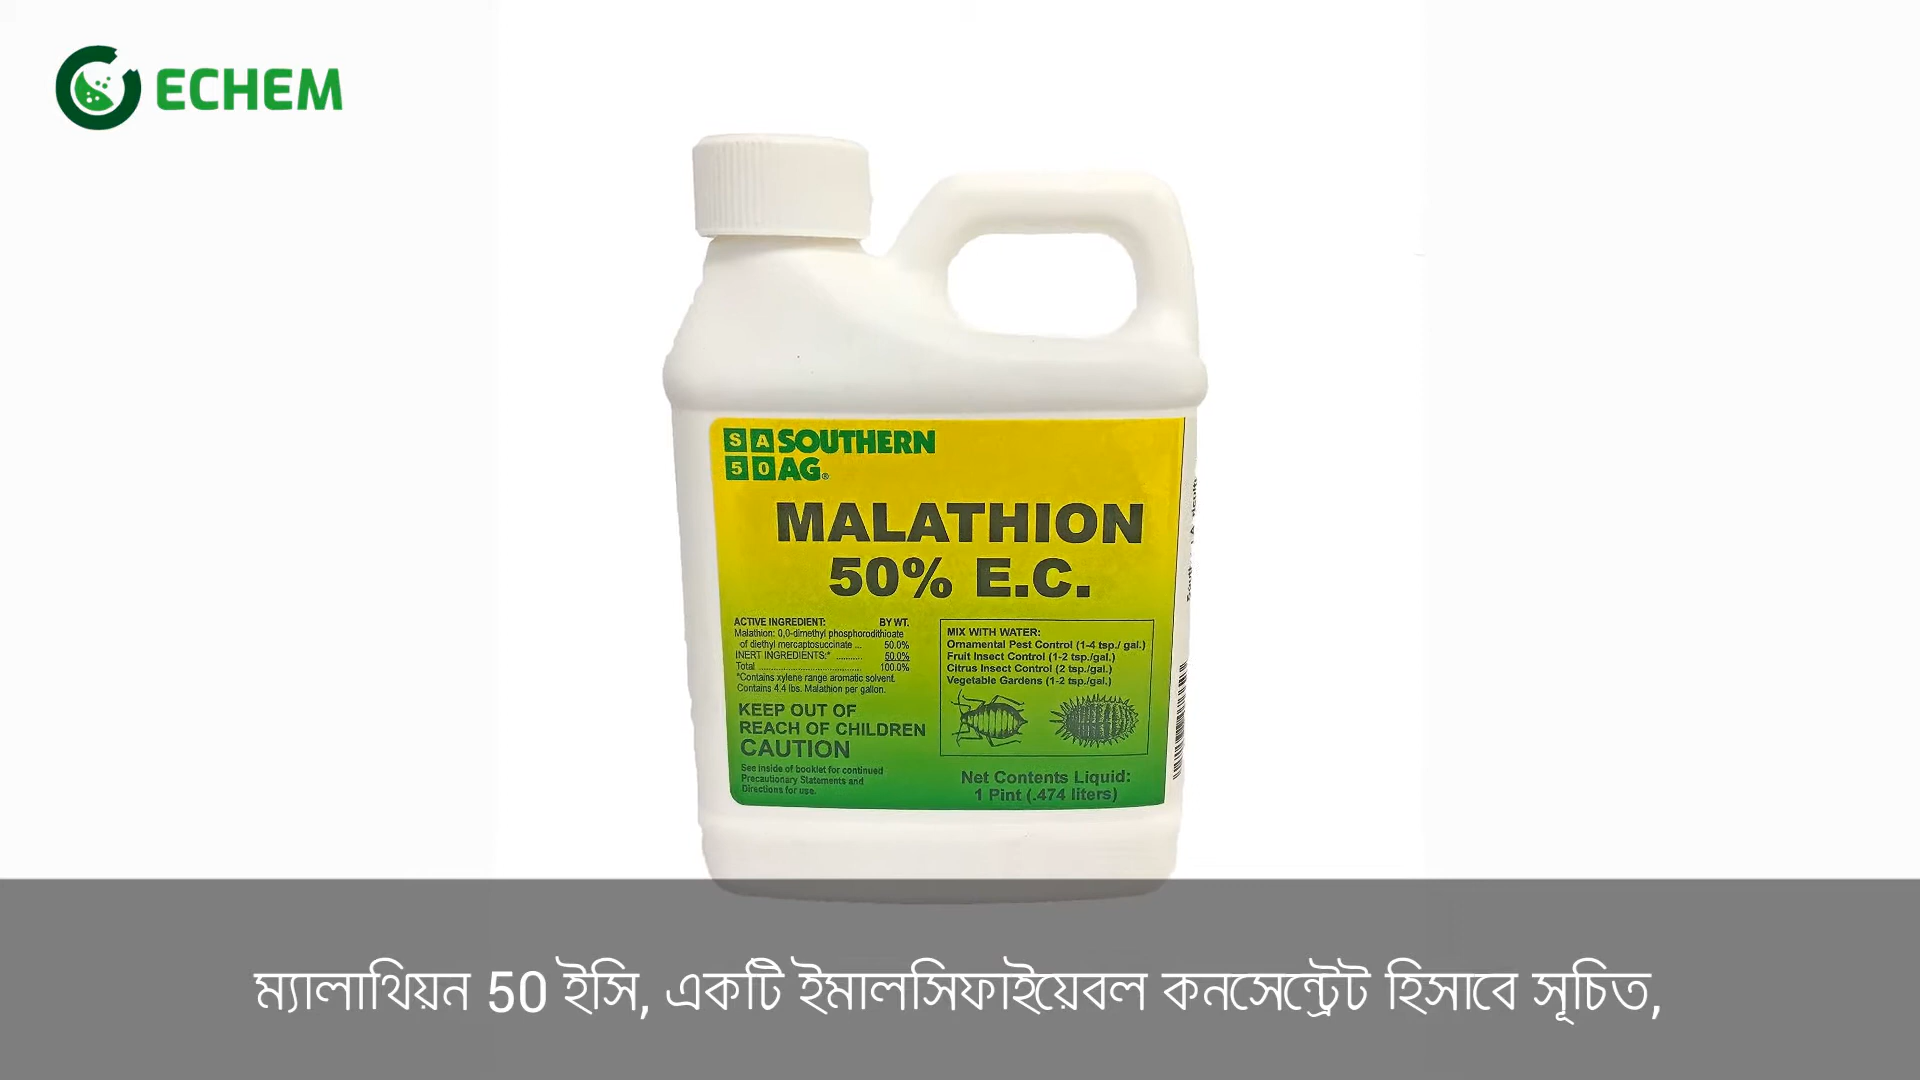 ECHEM
SA SOUTHERN
50 AG®
MALATHION
50% E.C.
ACTIVE INGREDIENT: BY WT.
Malathion: 0,0-dimethyl phosphorodithioate
of diethyl mercaptosuccinate ... 50.0%
INERT INGREDIENTS:* ........... 50.0%
Total ........................................ 100.0%
*Contains xylene range aromatic solvent.
Contains 4.4 lbs. Malathion per gallon.
KEEP OUT OF
REACH OF CHILDREN
CAUTION
See inside of booklet for continued
Precautionary Statements and
Directions for use.
MIX WITH WATER:
Ornamental Pest Control (1-4 tsp./ gal.)
Fruit Insect Control (1-2 tsp./gal.)
Citrus Insect Control (2 tsp./gal.)
Vegetable Gardens (1-2 tsp./gal.)
Net Contents Liquid:
1 Pint (.474 liters)
ম্যালাথিয়ন 50 ইসি, একটি ইমালসিফাইয়েবল কনসেন্ট্রেট হিসাবে সূচিত,